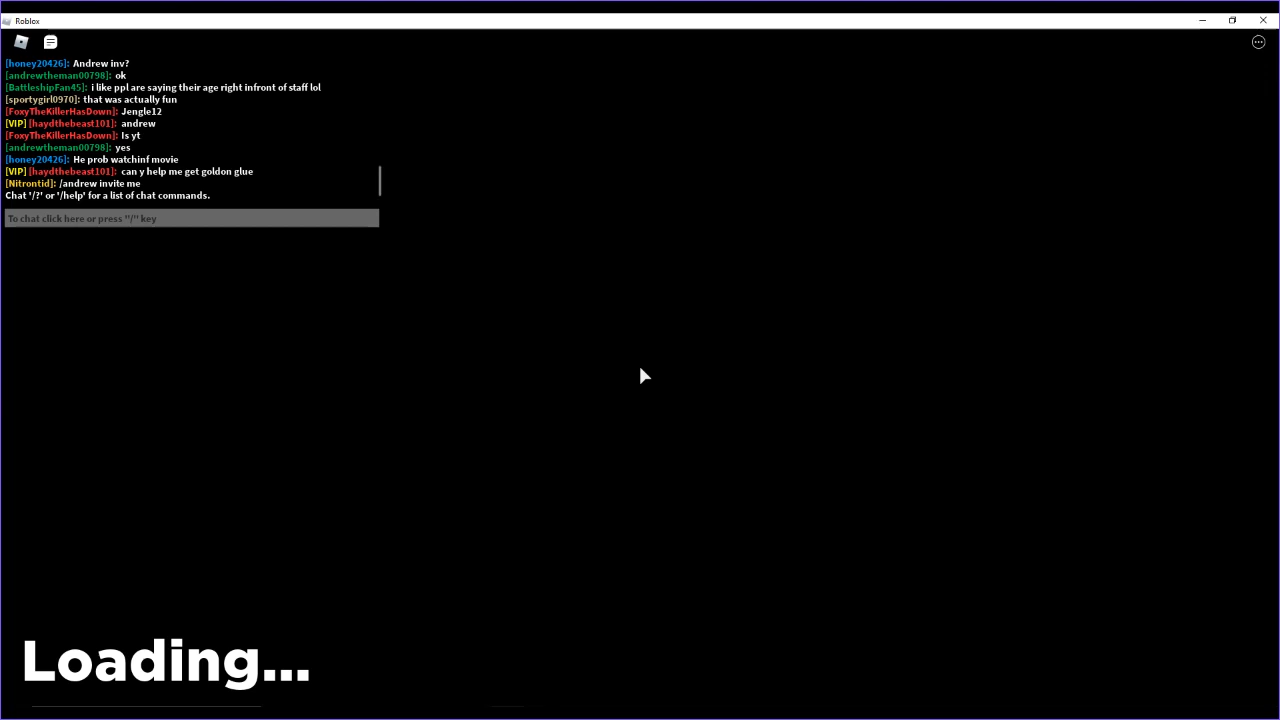 Roblox
[honey20426]: Andrew inv?
[andrewtheman00798]: ok
[BattleshipFan45]: i like ppl are saying their age right infront of staff lol
[sportygirl0970]: that was actually fun
[FoxyTheKillerHasDown]: Jengle12
[VIP] [haydthebeast101]: andrew
[FoxyTheKillerHasDown]: Is yt
[andrewtheman00798]: yes
[honey20426]: He prob watchinf movie
[VIP] [haydthebeast101]: can y help me get goldon glue
[Nitrontid]: /andrew invite me
Chat '/?' or '/help' for a list of chat commands.
To chat click here or press "/" key
Loading...